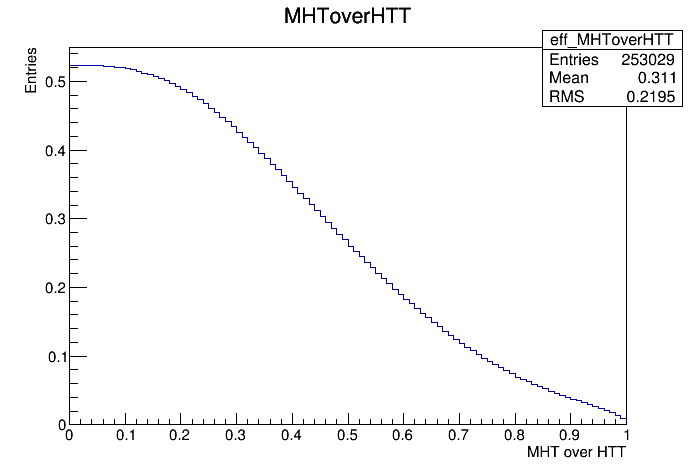 MHToverHTT
eff_MHToverHTT
Entries 253029
Mean 0.311
RMS 0.2195
Entries
0.5
0.4
0.3
0.2
0.1
0
0 0.1 0.2 0.3 0.4 0.5 0.6 0.7 0.8 0.9 1
MHT over HTT